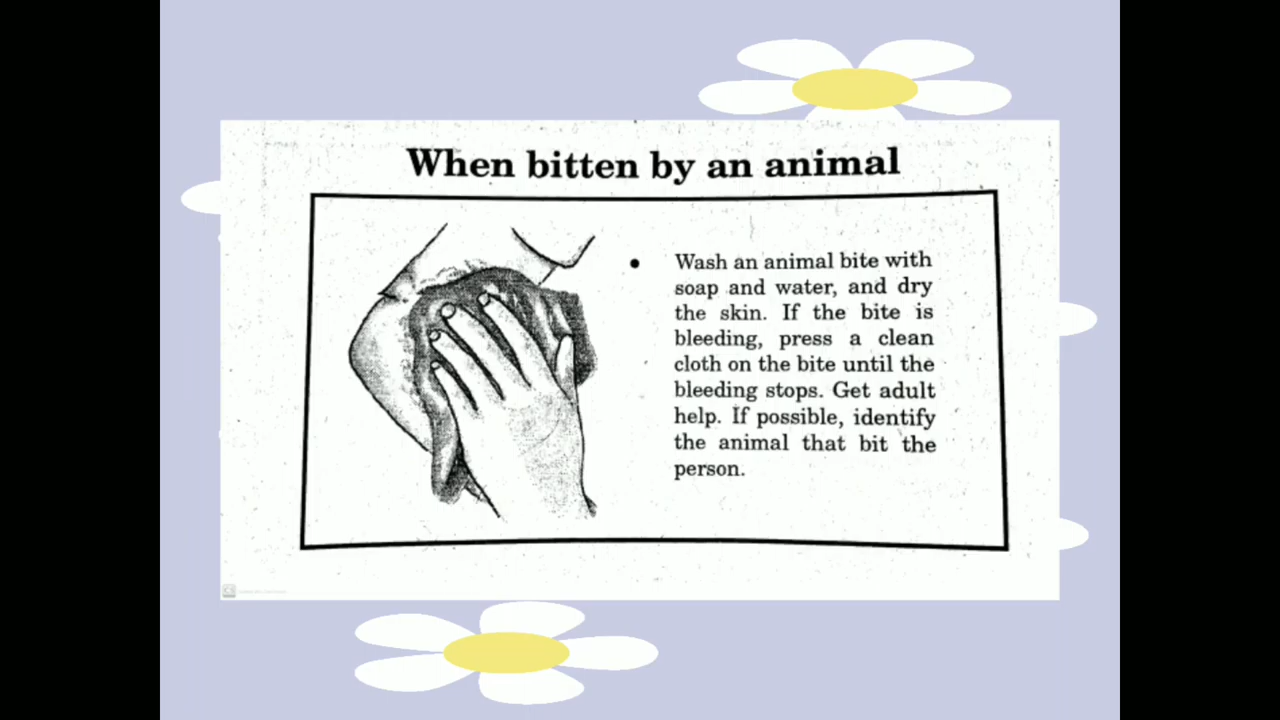 When bitten by an animal
• Wash an animal bite with
soap and water, and dry
the skin. If the bite is
bleeding, press a clean
cloth on the bite until the
bleeding stops. Get adult
help. If possible, identify
the animal that bit the
person.
CS